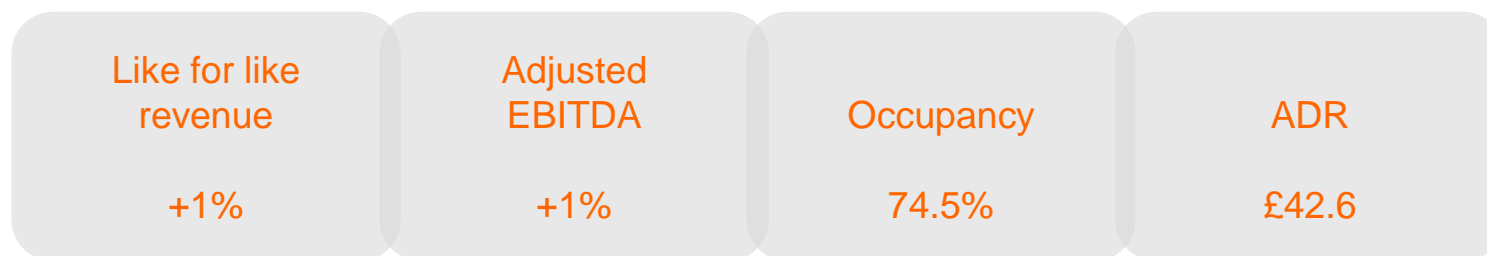 Like for like
revenue
+1%
Adjusted
EBITDA
+1%
Occupancy
74.5%
ADR
£42.6